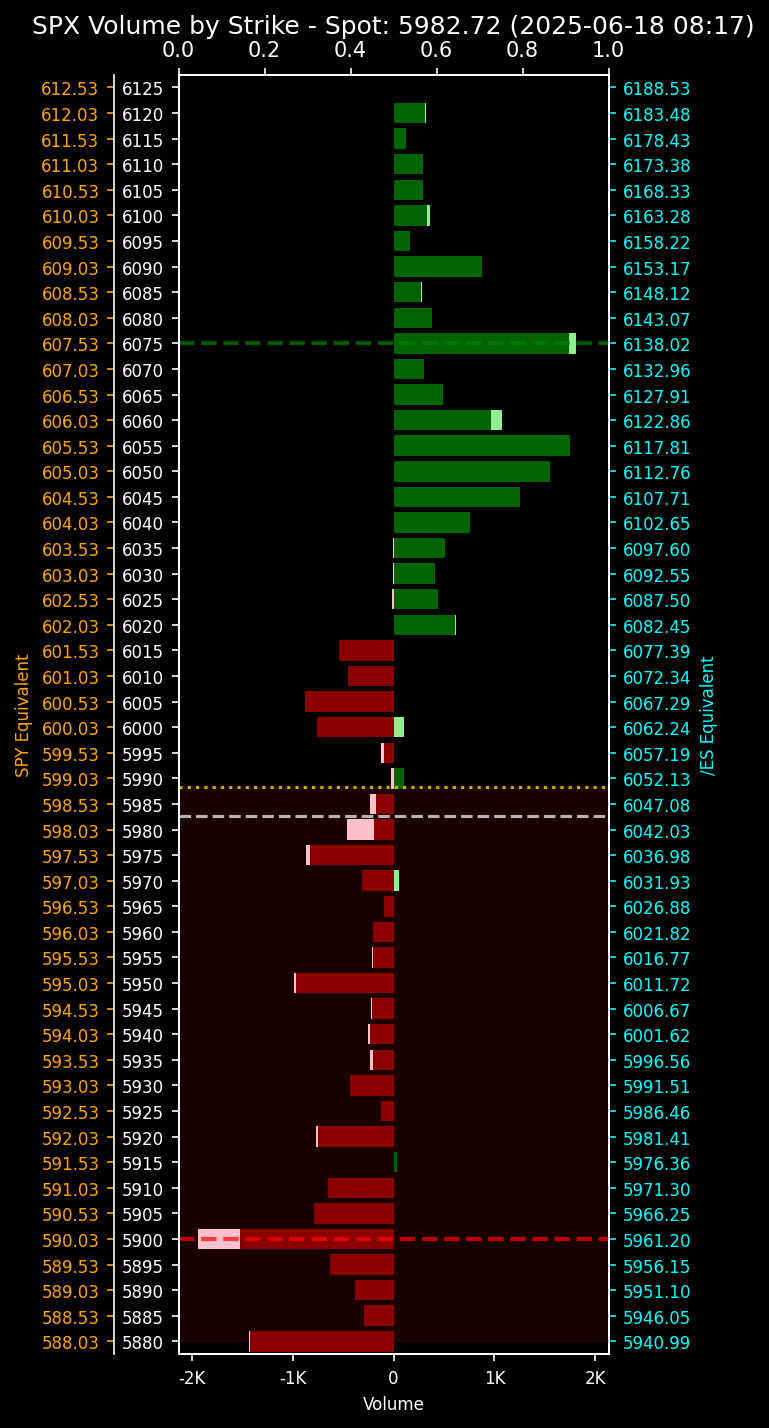 SPX Volume by Strike - Spot: 5982.72 (2025-06-18 08:17)
0.0 0.2 0.4 0.6 0.8 1.0
612.53 6125 6188.53
612.03 6120 6183.48
611.53 6115 6178.43
611.03 6110 6173.38
610.53 6105 6168.33
610.03 6100 6163.28
609.53 6095 6158.22
609.03 6090 6153.17
608.53 6085 6148.12
608.03 6080 6143.07
607.53 6075 6138.02
607.03 6070 6132.96
606.53 6065 6127.91
606.03 6060 6122.86
605.53 6055 6117.81
605.03 6050 6112.76
604.53 6045 6107.71
604.03 6040 6102.65
603.53 6035 6097.60
603.03 6030 6092.55
602.53 6025 6087.50
602.03 6020 6082.45
601.53 6015 6077.39
601.03 6010 6072.34
600.53 6005 6067.29
600.03 6000 6062.24
599.53 5995 6057.19
599.03 5990 6052.13
598.53 5985 6047.08
598.03 5980 6042.03
597.53 5975 6036.98
597.03 5970 6031.93
596.53 5965 6026.88
596.03 5960 6021.82
595.53 5955 6016.77
595.03 5950 6011.72
594.53 5945 6006.67
594.03 5940 6001.62
593.53 5935 5996.56
593.03 5930 5991.51
592.53 5925 5986.46
592.03 5920 5981.41
591.53 5915 5976.36
591.03 5910 5971.30
590.53 5905 5966.25
590.03 5900 5961.20
589.53 5895 5956.15
589.03 5890 5951.10
588.53 5885 5946.05
588.03 5880 5940.99
SPY Equivalent
/ES Equivalent
-2K -1K 0 1K 2K
Volume